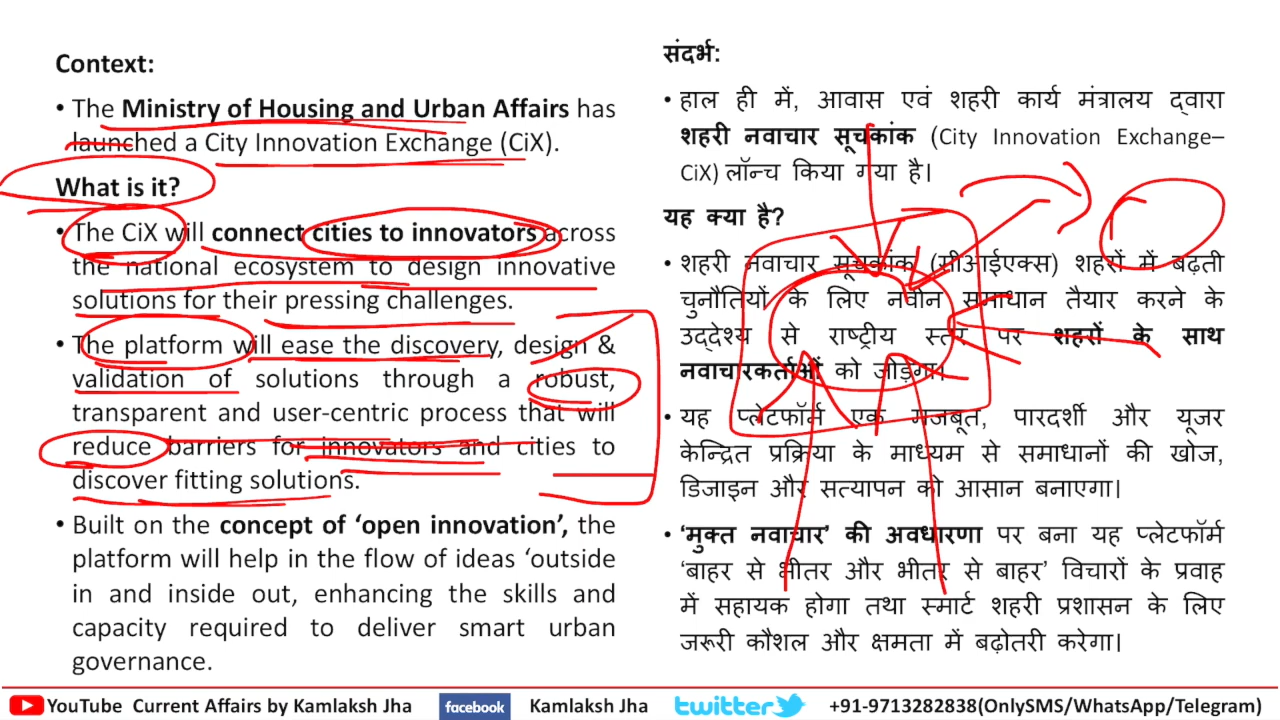 Context:
• The Ministry of Housing and Urban Affairs has
launched a City Innovation Exchange (CiX).
What is it?
• The CiX will connect cities to innovators across
the national ecosystem to design innovative
solutions for their pressing challenges.
• The platform will ease the discovery, design &
validation of solutions through a robust,
transparent and user-centric process that will
reduce barriers for innovators and cities to
discover fitting solutions.
• Built on the concept of ‘open innovation’, the
platform will help in the flow of ideas ‘outside
in and inside out, enhancing the skills and
capacity required to deliver smart urban
governance.
संदर्भ:
• हाल ही में, आवास एवं शहरी कार्य मंत्रालय द्वारा
शहरी नवाचार सूचकांक (City Innovation Exchange–
CiX) लॉन्च किया गया है।
यह क्या है?
• शहरी नवाचार सूचकांक (सीआईएक्स) शहरों में बढ़ती
चुनौतियों के लिए नवीन समाधान तैयार करने के
उद्देश्य से राष्ट्रीय स्तर पर शहरों के साथ
नवाचारकर्ताओं को जोड़ेगा।
• यह प्लेटफॉर्म एक मजबूत, पारदर्शी और यूजर
केन्द्रित प्रक्रिया के माध्यम से समाधानों की खोज,
डिजाइन और सत्यापन को आसान बनाएगा।
• ‘मुक्त नवाचार’ की अवधारणा पर बना यह प्लेटफॉर्म
‘बाहर से भीतर और भीतर से बाहर’ विचारों के प्रवाह
में सहायक होगा तथा स्मार्ट शहरी प्रशासन के लिए
जरूरी कौशल और क्षमता में बढ़ोतरी करेगा।
YouTube Current Affairs by Kamlaksh Jha facebook Kamlaksh Jha twitter +91-9713282838(OnlySMS/WhatsApp/Telegram)